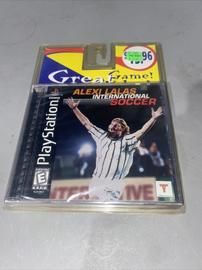 .96
Great Game!
ALEXI LALAS
INTERNATIONAL
SOCCER
PlayStation
E
T